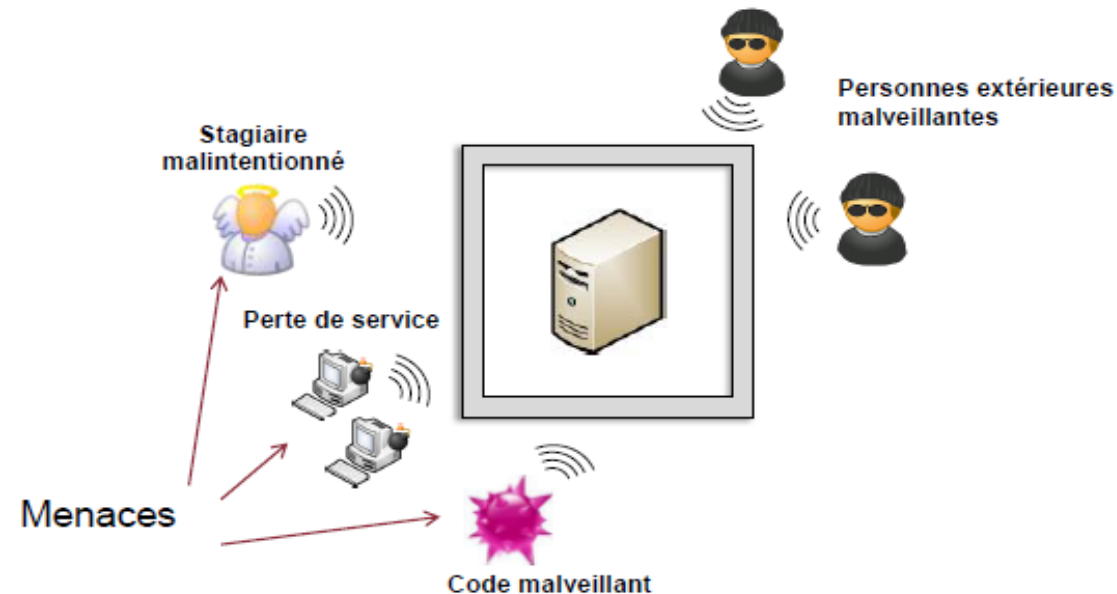 Personnes extérieures
malveillantes
Stagiaire
malintentionné
Perte de service
Menaces
Code malveillant